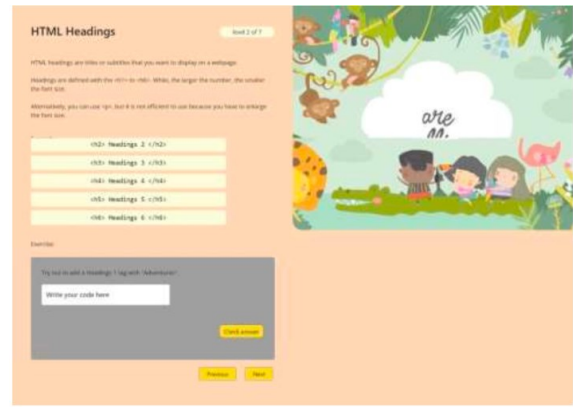 HTML Headings
level 2 of 7
HTML headings are titles or subtitles that you want to display on a webpage.
Headings are defined with the <h1> to <h6>. While, the larger the number, the smaller
the font size.
Alternatively, you can use <p>, but it is not efficient to use because you have to enlarge
the font size.
<h2> Headings 2 </h2>
<h3> Headings 3 </h3>
<h4> Headings 4 </h4>
<h5> Headings 5 </h5>
<h6> Headings 6 </h6>
Exercise:
Try out to add a Headings 1 tag with "Adventures".
Write your code here
Check answer
Previous
Next
are